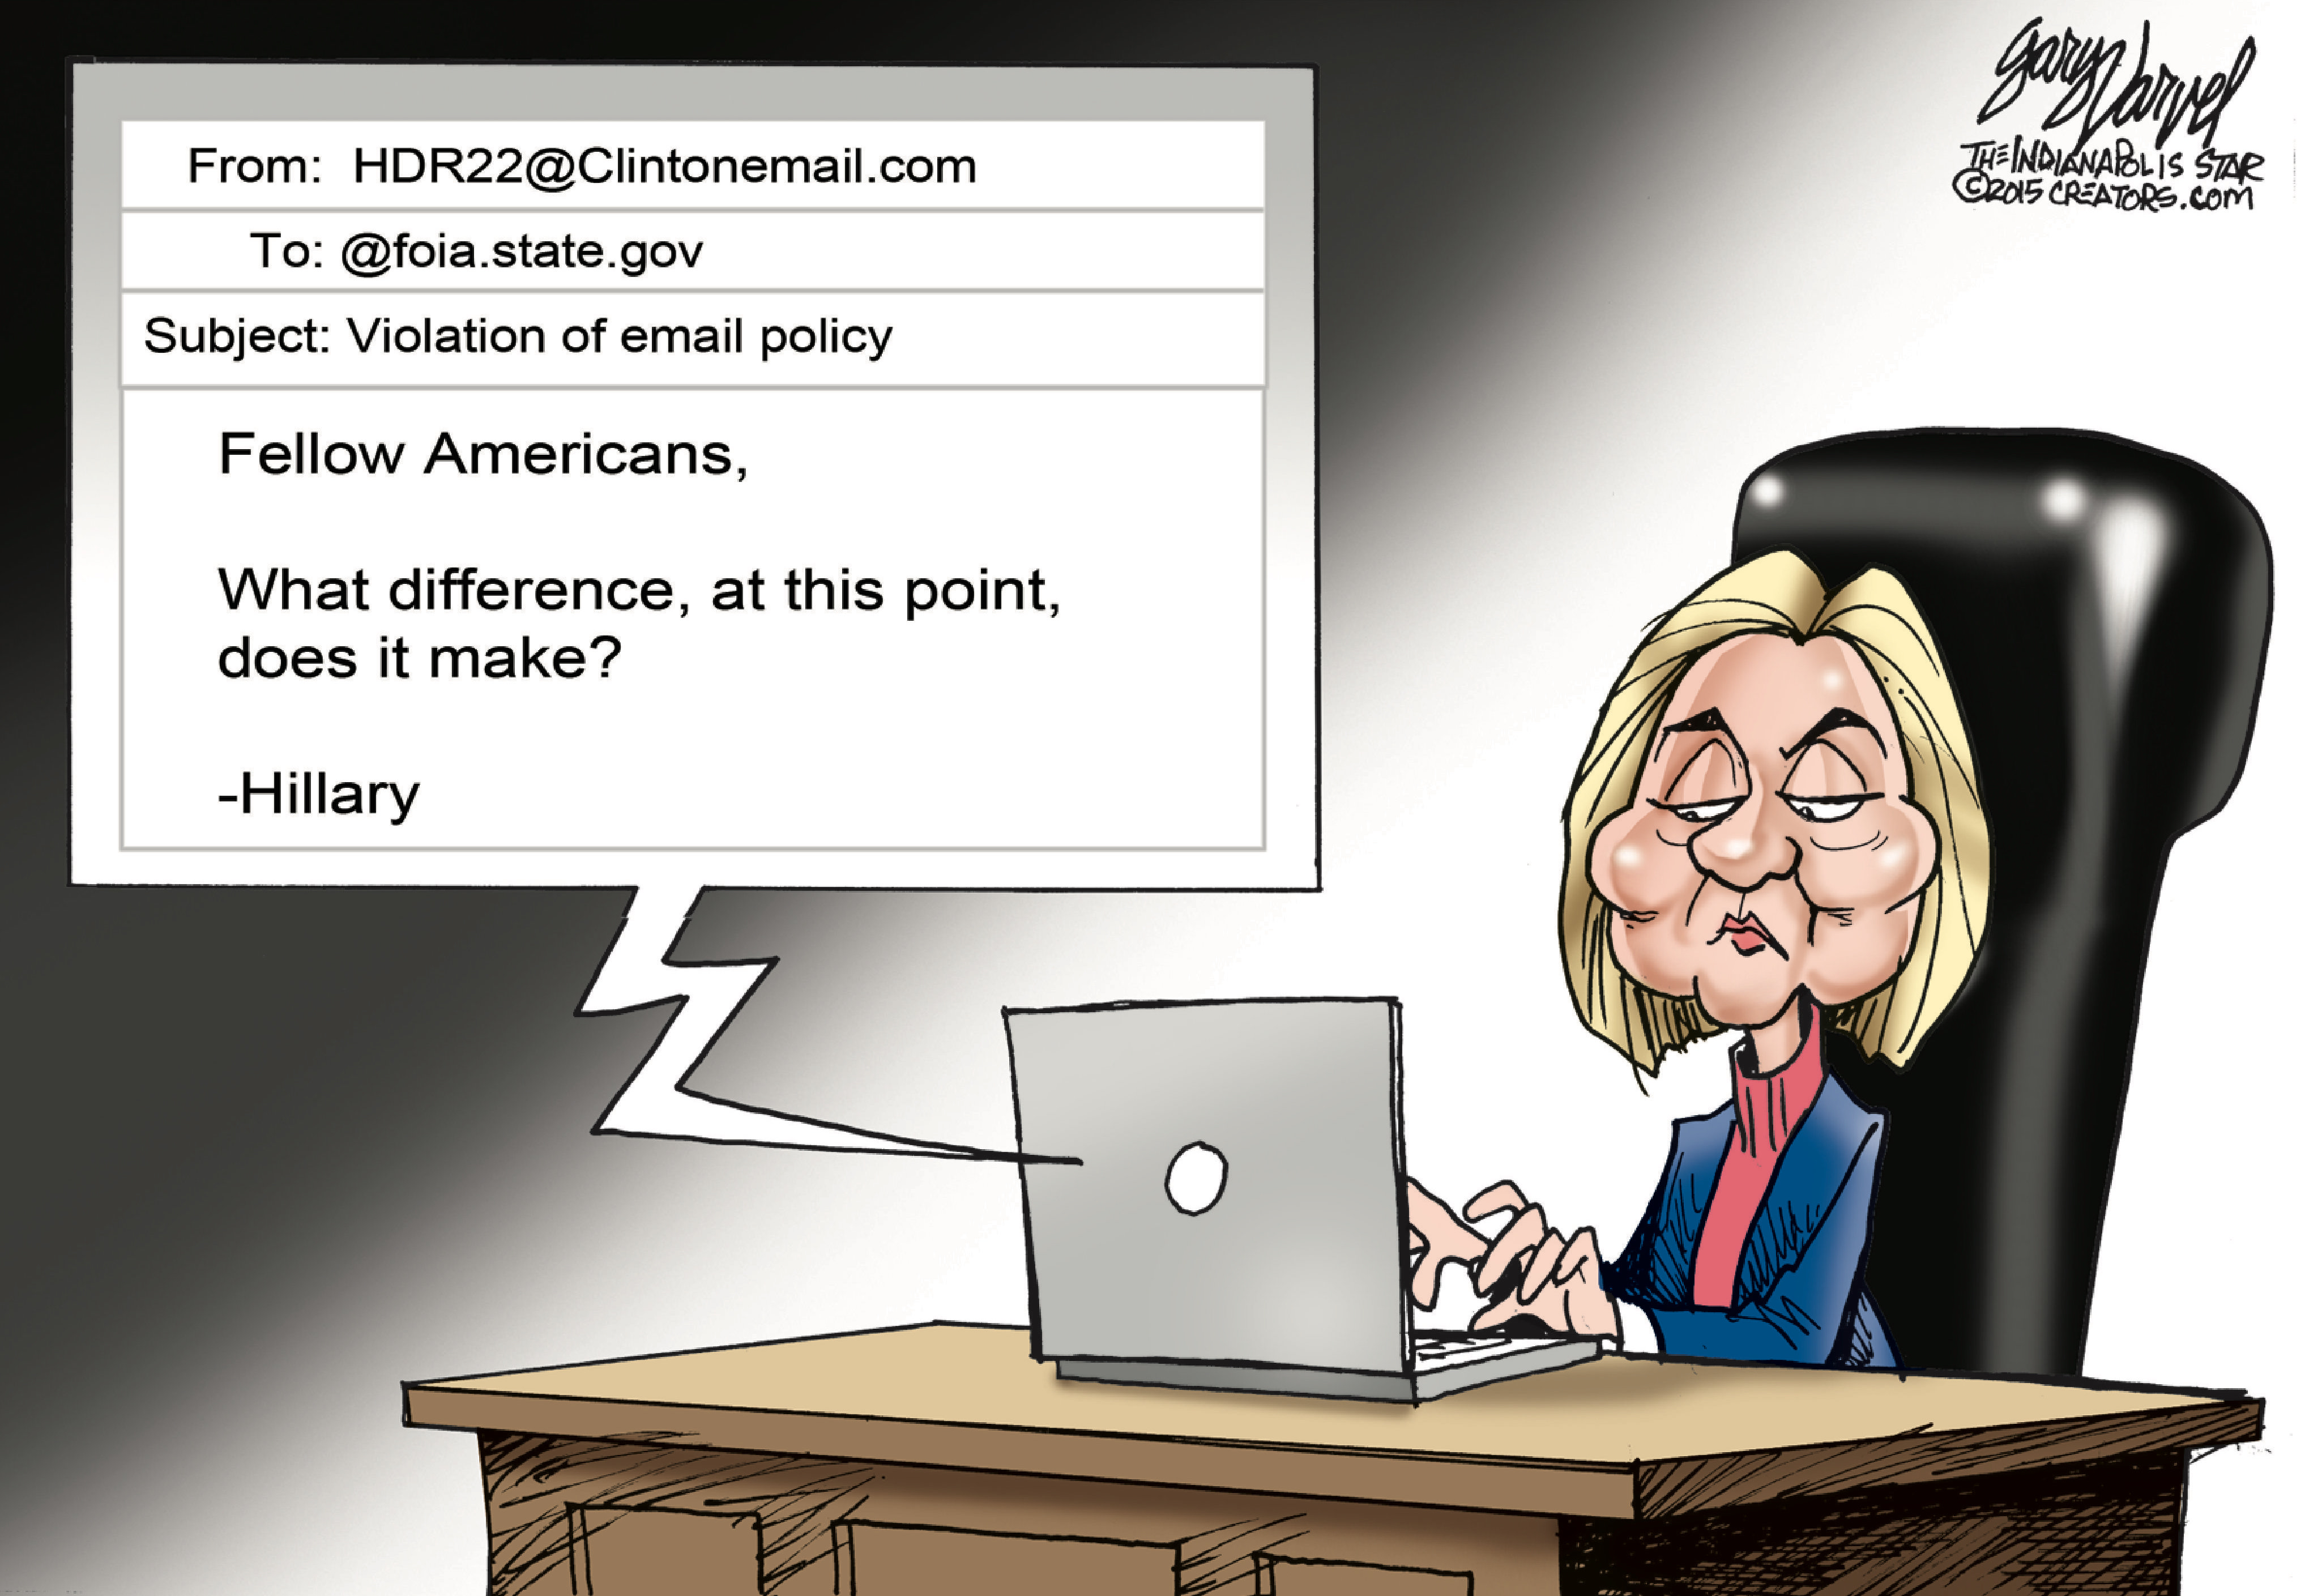 From: HDR22@Clintonemail.com
To: @foia.state.gov
Subject: Violation of email policy
Fellow Americans,
What difference, at this point,
does it make?
-Hillary
Gary Varvel
THE INDIANAPOLIS STAR
©2015 CREATORS.COM